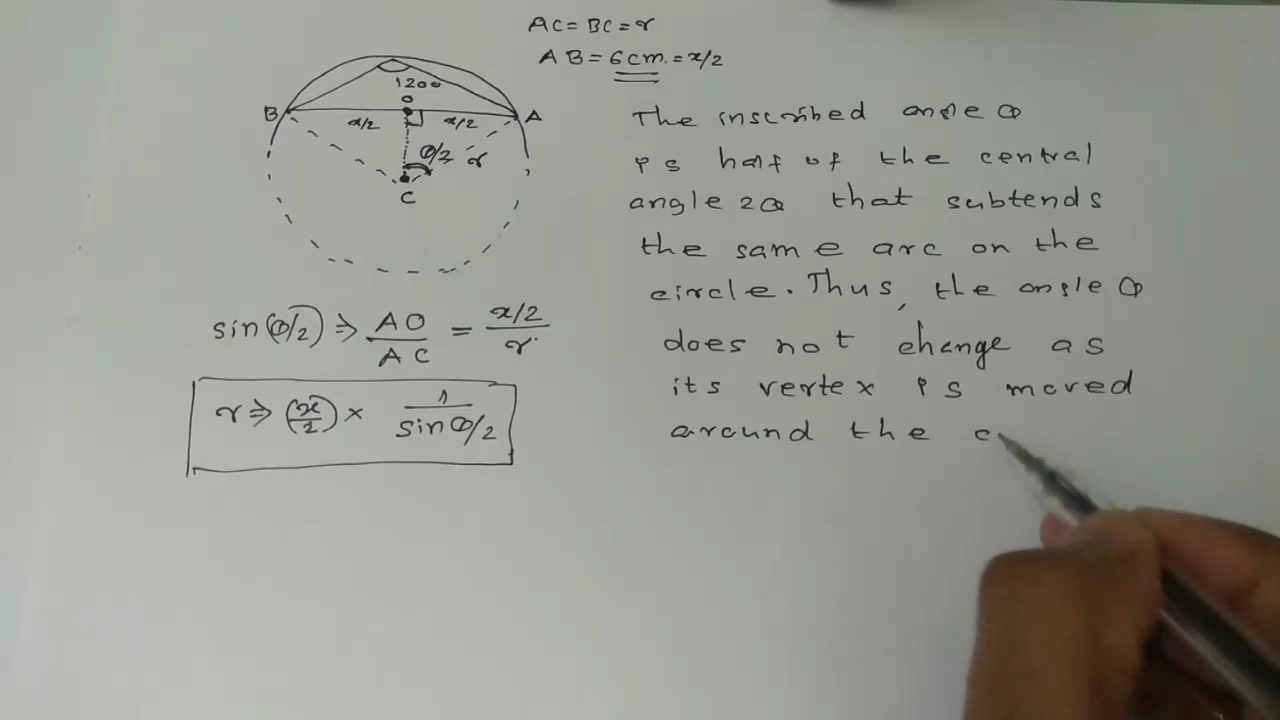 AC = BC = r
AB = 6cm. = x/2
120°
B
O
A
x/2
x/2
θ/2
r
C
The inscribed angle θ
is half of the central
angle 2θ that subtends
the same arc on the
circle. Thus, the angle θ
does not change as
its vertex is moved
around the c
sin(θ/2) ⇒ AO/AC = x/2/r
r ⇒ (x/2) × 1/sin θ/2